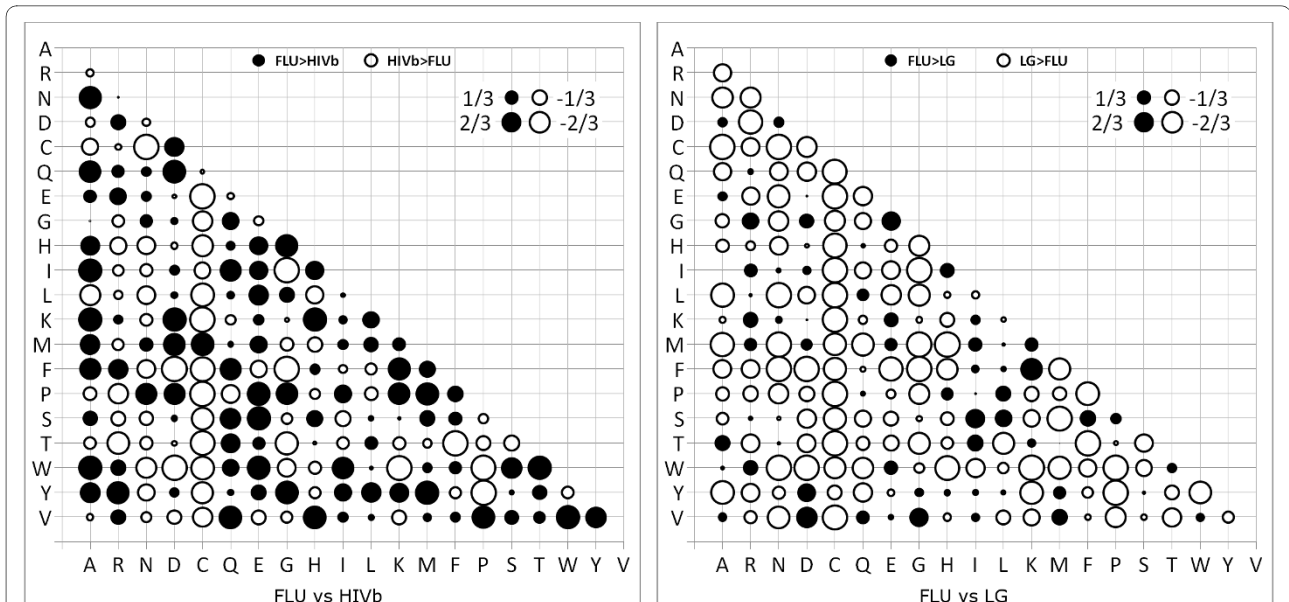 A
R
N
D
C
Q
E
G
H
I
L
K
M
F
P
S
T
W
Y
V
FLU>HIVb HIVb>FLU
1/3 -1/3
2/3 -2/3
A R N D C Q E G H I L K M F P S T W Y V
FLU vs HIVb
A
R
N
D
C
Q
E
G
H
I
L
K
M
F
P
S
T
W
Y
V
FLU>LG LG>FLU
1/3 -1/3
2/3 -2/3
A R N D C Q E G H I L K M F P S T W Y V
FLU vs LG